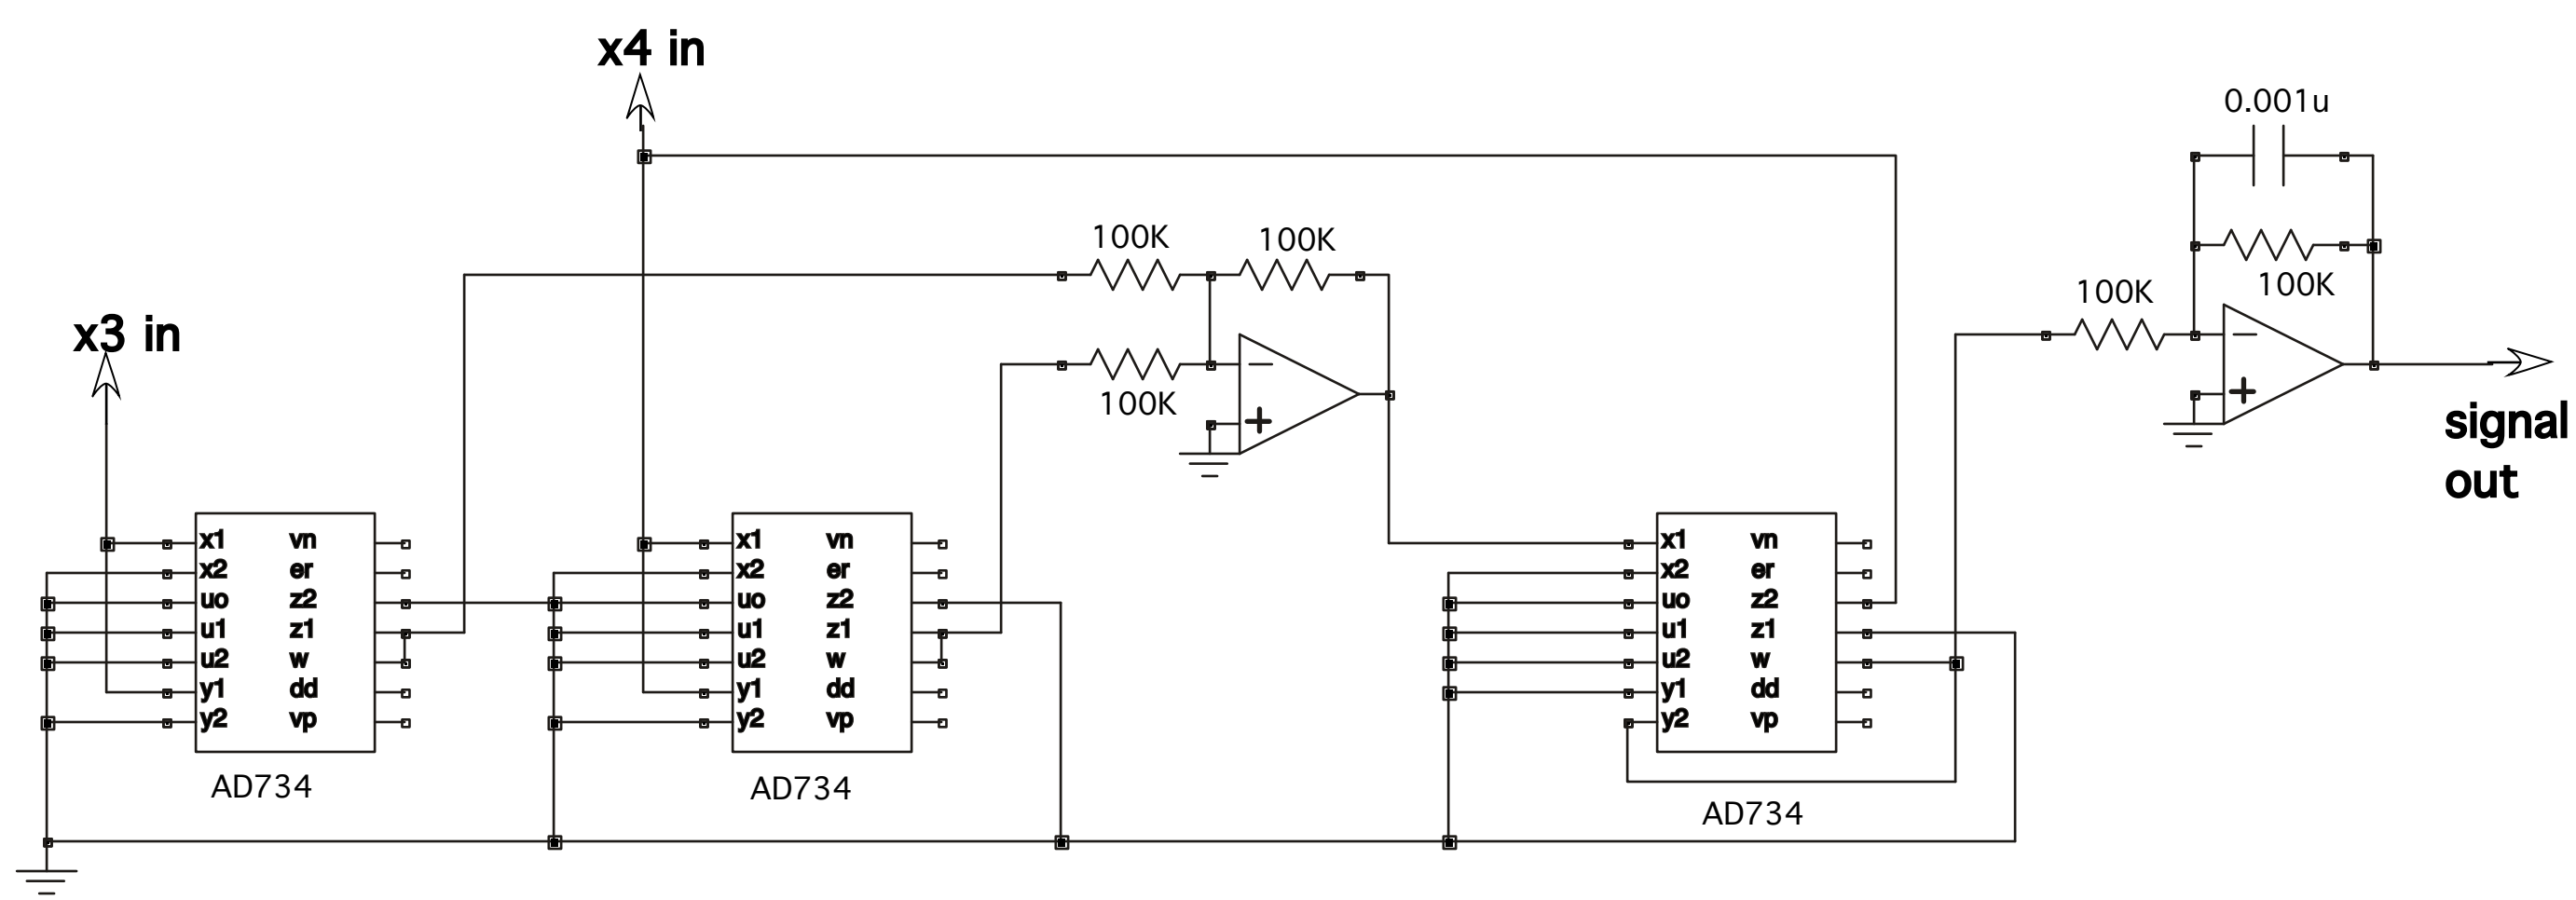 x4 in
0.001u
100K
100K
100K
100K
x3 in
100K
+
signal
out
+
x1 vn
x2 er
uo z2
u1 z1
u2 w
y1 dd
y2 vp
AD734
x1 vn
x2 er
uo z2
u1 z1
u2 w
y1 dd
y2 vp
AD734
x1 vn
x2 er
uo z2
u1 z1
u2 w
y1 dd
y2 vp
AD734